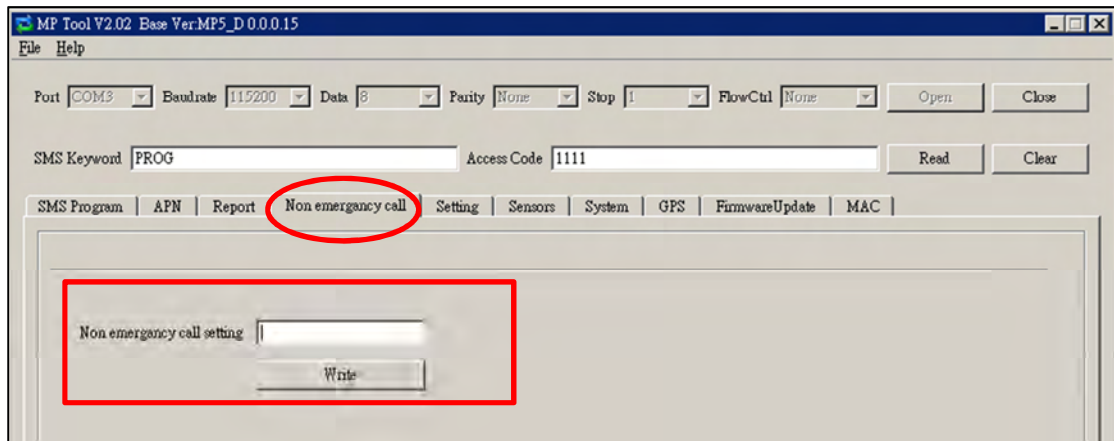 MP Tool V2.02 Base Ver:MP5_D 0.0.0.15
File Help
Port COM3 Baudrate 115200 Data 8 Parity None Stop 1 FlowCtrl None Open Close
SMS Keyword PROG Access Code 1111 Read Clear
SMS Program APN Report Non emergancy call Setting Sensors System GPS FirmwareUpdate MAC
Non emergancy call setting
Write